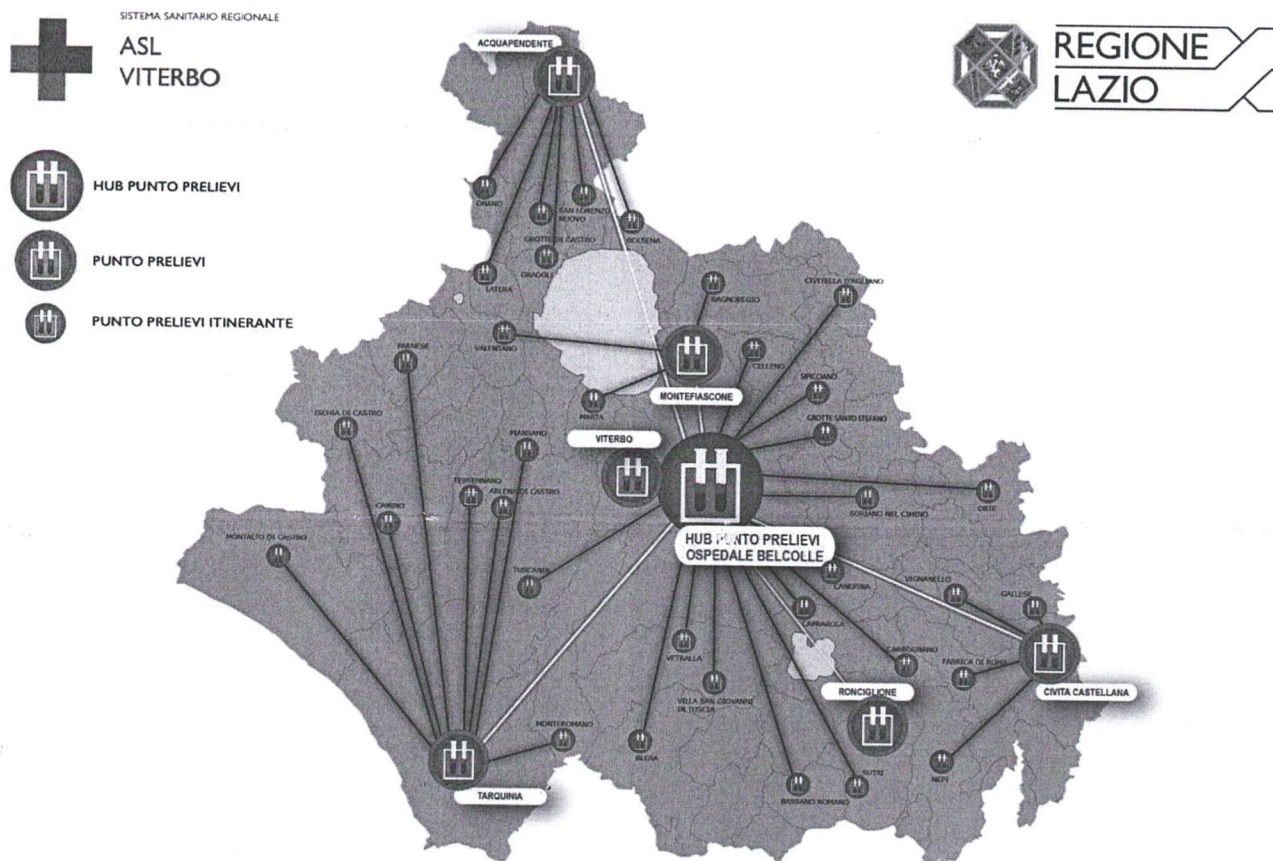 SISTEMA SANITARIO REGIONALE
ASL
VITERBO
REGIONE
LAZIO
HUB PUNTO PRELIEVI
PUNTO PRELIEVI
PUNTO PRELIEVI ITINERANTE
ACQUAPENDENTE
ONANO
SAN LORENZO
NUOVO
BOLSENA
GROTTE DI CASTRO
GRADOLI
LATERA
BAGNOREGIO
CIVITELLA D'AGLIANO
VALENTANO
FARNESE
CELLENO
SIPICCIANO
MONTEFIASCONE
MARTA
GROTTE SANTO STEFANO
ISCHIA DI CASTRO
VITERBO
PIANSANO
TESSENNANO
ARLENA DI CASTRO
CANINO
SORIANO NEL CIMINO
ORTE
MONTALTO DI CASTRO
HUB PUNTO PRELIEVI
OSPEDALE BELCOLLE
TUSCANIA
CANEPINA
VIGNANELLO
GALLESE
CAPRAROLA
VETRALLA
CARBOGNANO
FABRICA DI ROMA
VILLA SAN GIOVANNI
IN TUSCIA
RONCIGLIONE
CIVITA CASTELLANA
MONTEROMANO
BLERA
NEPI
SUTRI
BASSANO ROMANO
TARQUINIA